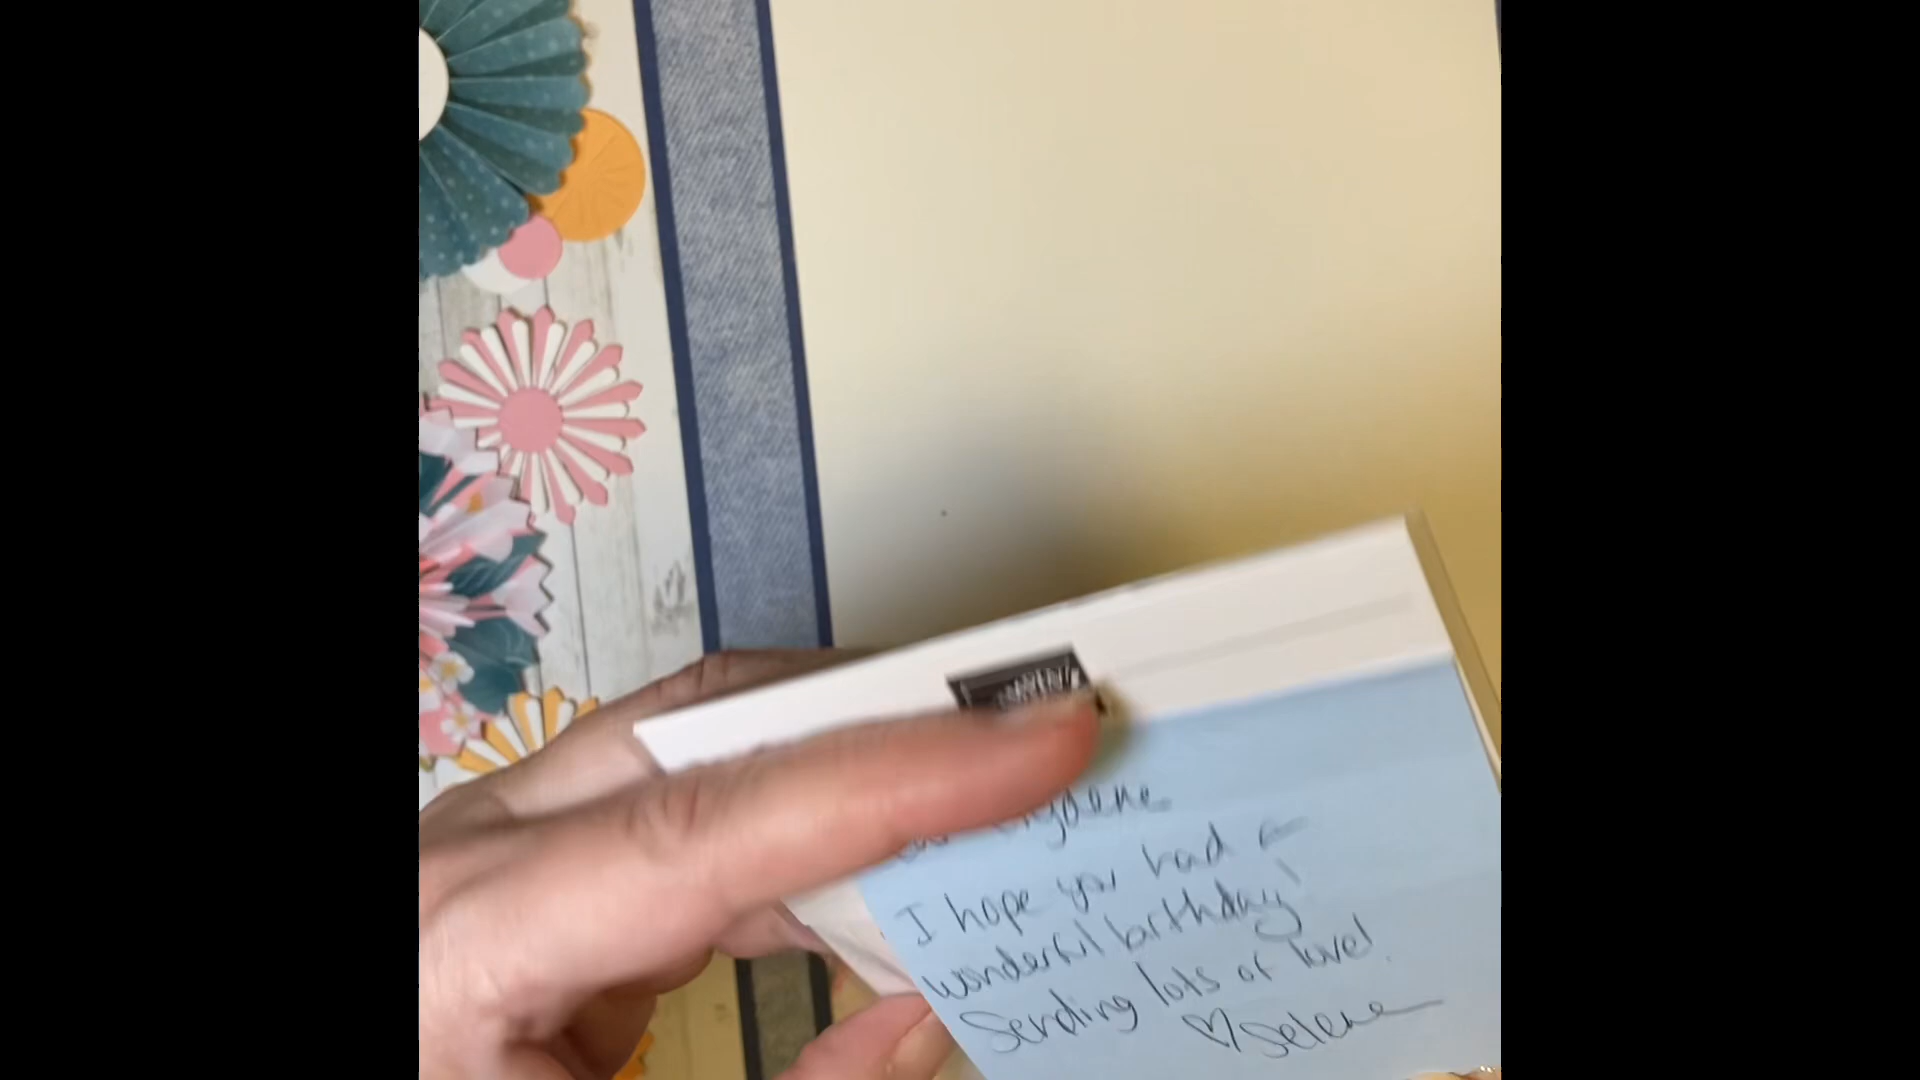 I hope you had a
wonderful birthday!
Sending lots of love!
♡ Selene